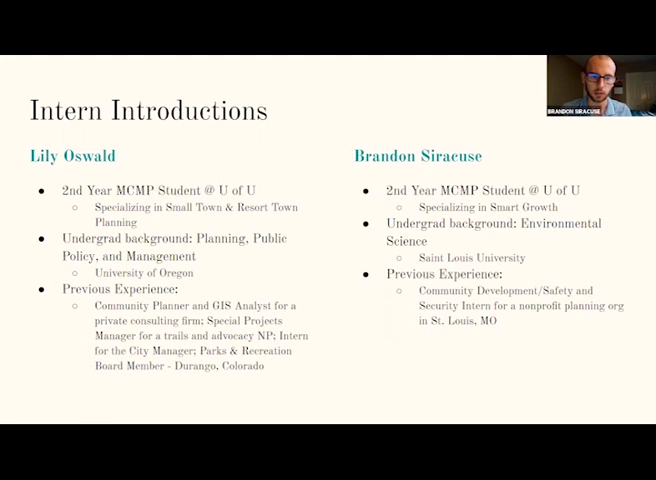 BRANDON SIRACUSE
Intern Introductions
Lily Oswald
● 2nd Year MCMP Student @ U of U
○ Specializing in Small Town & Resort Town
Planning
● Undergrad background: Planning, Public
Policy, and Management
○ University of Oregon
● Previous Experience:
○ Community Planner and GIS Analyst for a
private consulting firm; Special Projects
Manager for a trails and advocacy NP; Intern
for the City Manager; Parks & Recreation
Board Member - Durango, Colorado
Brandon Siracuse
● 2nd Year MCMP Student @ U of U
○ Specializing in Smart Growth
● Undergrad background: Environmental
Science
○ Saint Louis University
● Previous Experience:
○ Community Development/Safety and
Security Intern for a nonprofit planning org
in St. Louis, MO